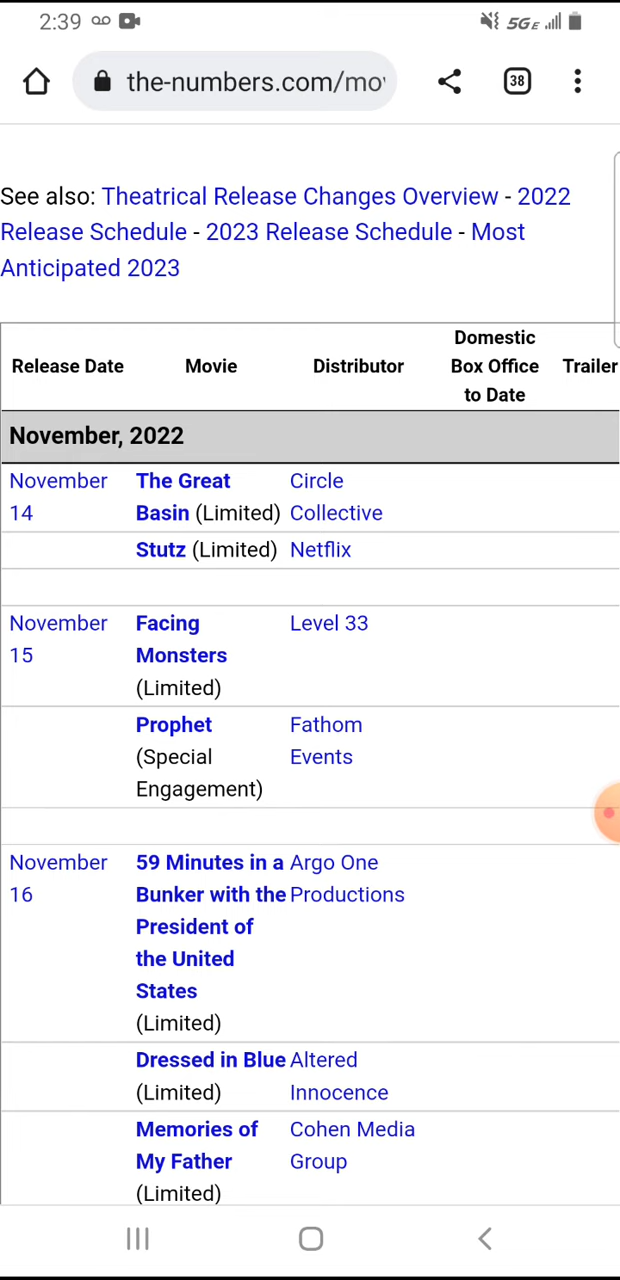 2:39
5GE
the-numbers.com/mov
38
See also: Theatrical Release Changes Overview - 2022
Release Schedule - 2023 Release Schedule - Most
Anticipated 2023
Release Date Movie Distributor Domestic Box Office to Date Trailer
November, 2022
November The Great Circle
14 Basin (Limited) Collective
Stutz (Limited) Netflix
November Facing Level 33
15 Monsters
(Limited)
Prophet Fathom
(Special Events
Engagement)
November 59 Minutes in a Argo One
16 Bunker with the Productions
President of
the United
States
(Limited)
Dressed in Blue Altered
(Limited) Innocence
Memories of Cohen Media
My Father Group
(Limited)